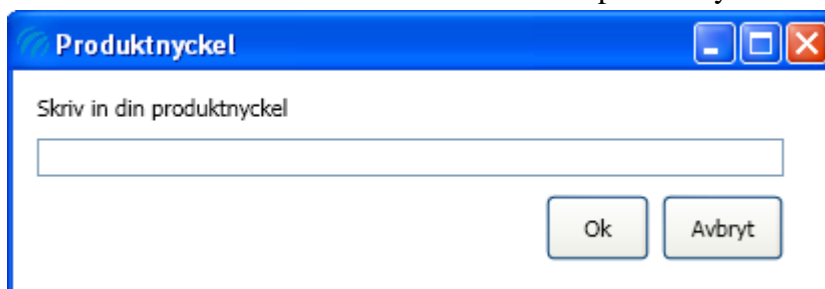 Produktnyckel
Skriv in din produktnyckel
Ok
Avbryt